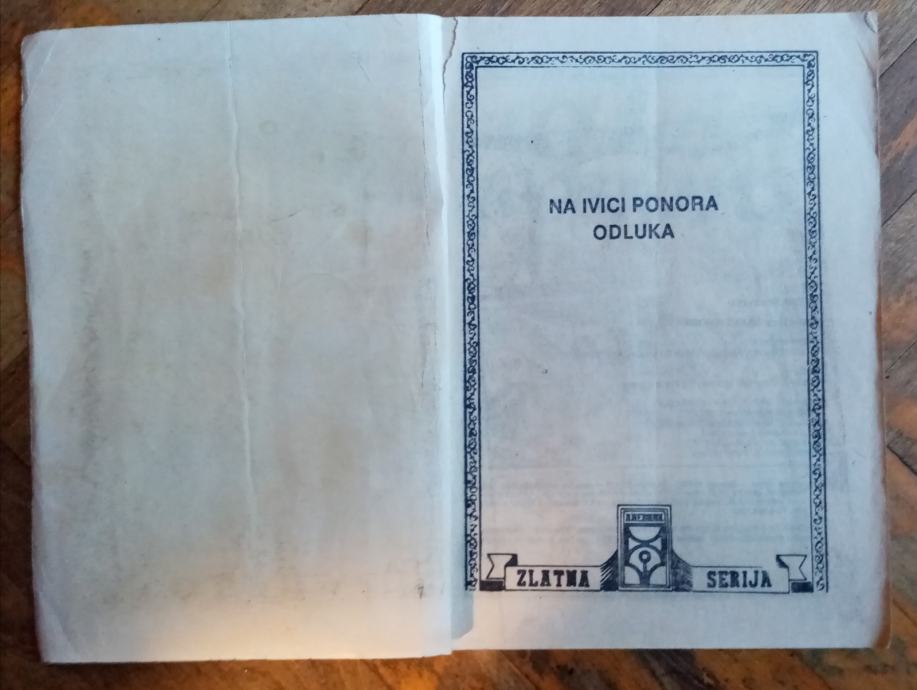 NA IVICI PONORA
ODLUKA
ZLATNA SERIJA